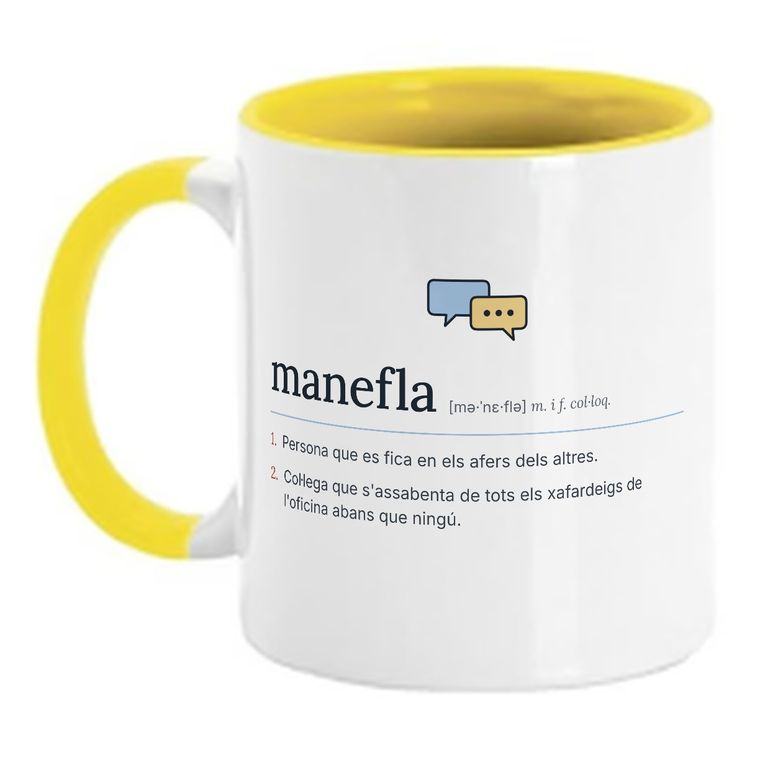 manefla [mə·'nɛ·flə] m. i f. col·loq.
1. Persona que es fica en els afers dels altres.
2. Col·lega que s'assabenta de tots els xafardeigs de
l'oficina abans que ningú.